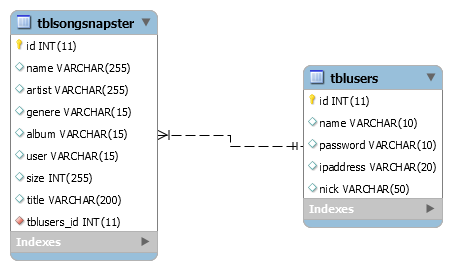 tblsongsnapster
id INT(11)
name VARCHAR(255)
artist VARCHAR(255)
genere VARCHAR(15)
album VARCHAR(15)
user VARCHAR(15)
size INT(255)
title VARCHAR(200)
tblusers_id INT(11)
Indexes
tblusers
id INT(11)
name VARCHAR(10)
password VARCHAR(10)
ipaddress VARCHAR(20)
nick VARCHAR(50)
Indexes